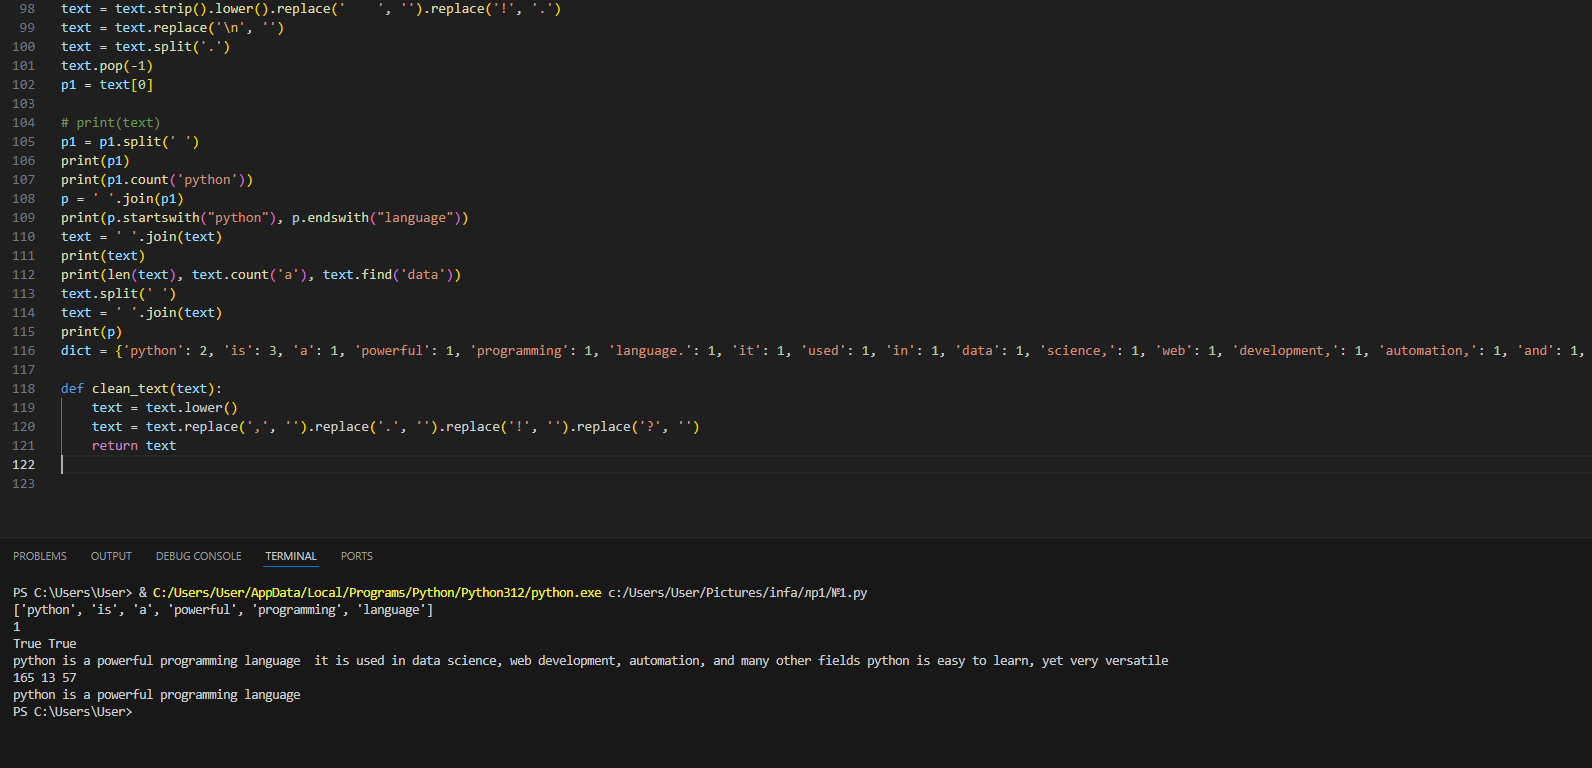 98 text = text.strip().lower().replace('    ', '').replace('!', '.')
99 text = text.replace('\n', '')
100 text = text.split('.')
101 text.pop(-1)
102 p1 = text[0]
103
104 # print(text)
105 p1 = p1.split(' ')
106 print(p1)
107 print(p1.count('python'))
108 p = ' '.join(p1)
109 print(p.startswith("python"), p.endswith("language"))
110 text = ' '.join(text)
111 print(text)
112 print(len(text), text.count('a'), text.find('data'))
113 text.split(' ')
114 text = ' '.join(text)
115 print(p)
116 dict = {'python': 2, 'is': 3, 'a': 1, 'powerful': 1, 'programming': 1, 'language.': 1, 'it': 1, 'used': 1, 'in': 1, 'data': 1, 'science,': 1, 'web': 1, 'development,': 1, 'automation,': 1, 'and': 1,
117
118 def clean_text(text):
119     text = text.lower()
120     text = text.replace(',', '').replace('.', '').replace('!', '').replace('?', '')
121     return text
122
123
PROBLEMS OUTPUT DEBUG CONSOLE TERMINAL PORTS
PS C:\Users\User> & C:/Users/User/AppData/Local/Programs/Python/Python312/python.exe c:/Users/User/Pictures/infa/лр1/№1.py
['python', 'is', 'a', 'powerful', 'programming', 'language']
1
True True
python is a powerful programming language  it is used in data science, web development, automation, and many other fields python is easy to learn, yet very versatile
165 13 57
python is a powerful programming language
PS C:\Users\User>